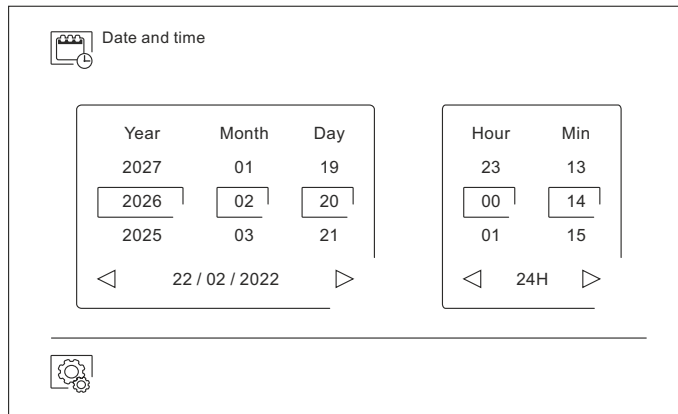 Date and time
Year Month Day Hour Min
2027 01 19 23 13
2026 02 20 00 14
2025 03 21 01 15
22 / 02 / 2022 24H